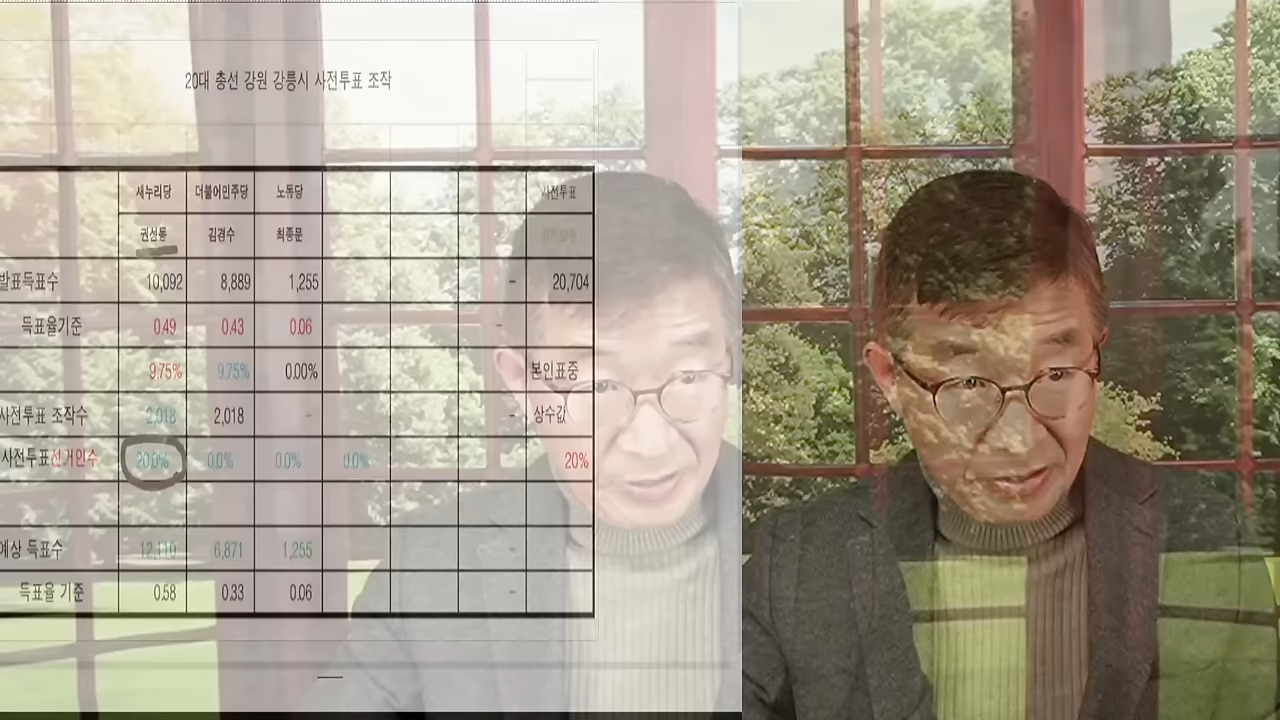 20대 총선 강원 강릉시 사전투표 조작
새누리당 더불어민주당 노동당 사전투표
권성동 김경수 최종문
발표득표수 10,092 8,889 1,255 - 20,704
득표율기준 0.49 0.43 0.06 -
9.75% 9.75% 0.00% 본인표중
사전투표 조작수 2,018 2,018 - - 상수값
사전투표선거인수 20.0% 0.0% 0.0% 0.0% 20%
예상 득표수 12,110 6,871 1,255 -
득표율 기준 0.58 0.33 0.06 -